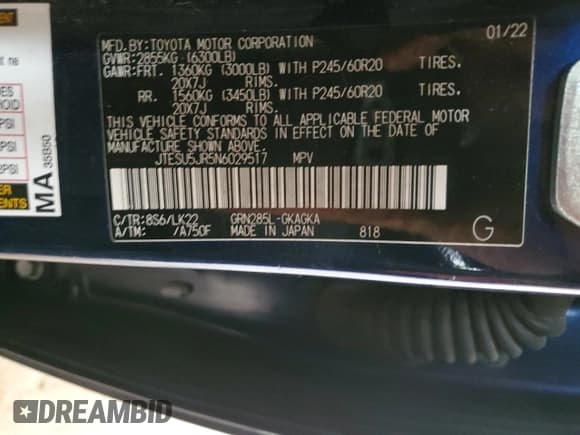 MFD.BY:TOYOTA MOTOR CORPORATION 01/22
GVWR:2855KG (6300LB)
GAWR:FRT. 1360KG (3000LB) WITH P245/60R20 TIRES,
20X7J RIMS,
RR. 1560KG (3450LB) WITH P245/60R20 TIRES,
20X7J RIMS.
THIS VEHICLE CONFORMS TO ALL APPLICABLE FEDERAL MOTOR
VEHICLE SAFETY STANDARDS IN EFFECT ON THE DATE OF
MANUFACTURE SHOWN ABOVE.
JTESU5JR5N6029517 MPV
C/TR:8S6/LK22 GRN285L-GKAGKA
A/TM: /A750F MADE IN JAPAN 818
G
MA
35B50
PSI
PSI
DREAMBID